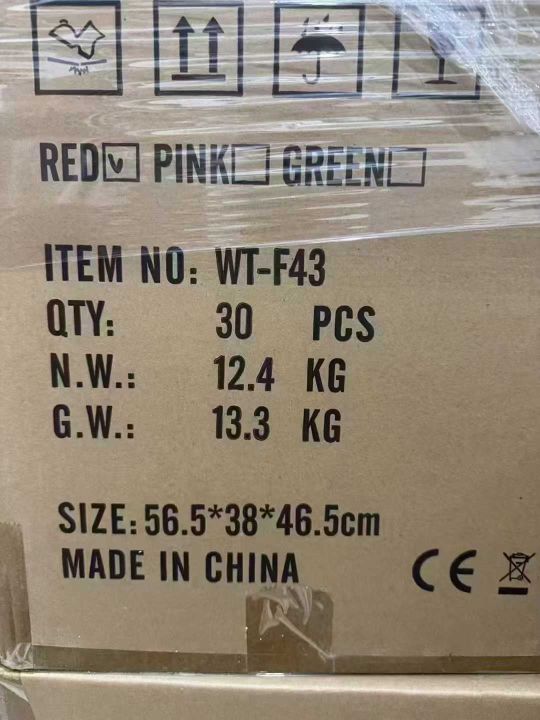 RED☑ PINK☐ GREEN☐
ITEM NO: WT-F43
QTY: 30 PCS
N.W.: 12.4 KG
G.W.: 13.3 KG
SIZE: 56.5*38*46.5cm
MADE IN CHINA CE